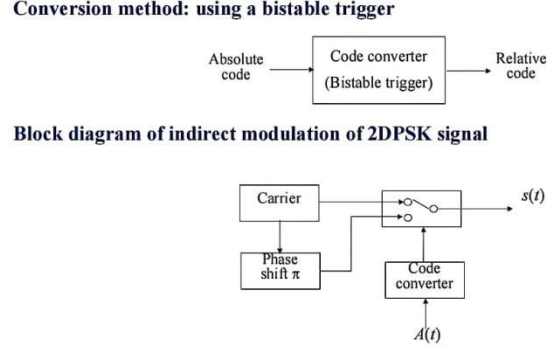 Conversion method: using a bistable trigger
Absolute
code
Code converter
(Bistable trigger)
Relative
code
Block diagram of indirect modulation of 2DPSK signal
Carrier
s(t)
Phase
shift π
Code
converter
A(t)